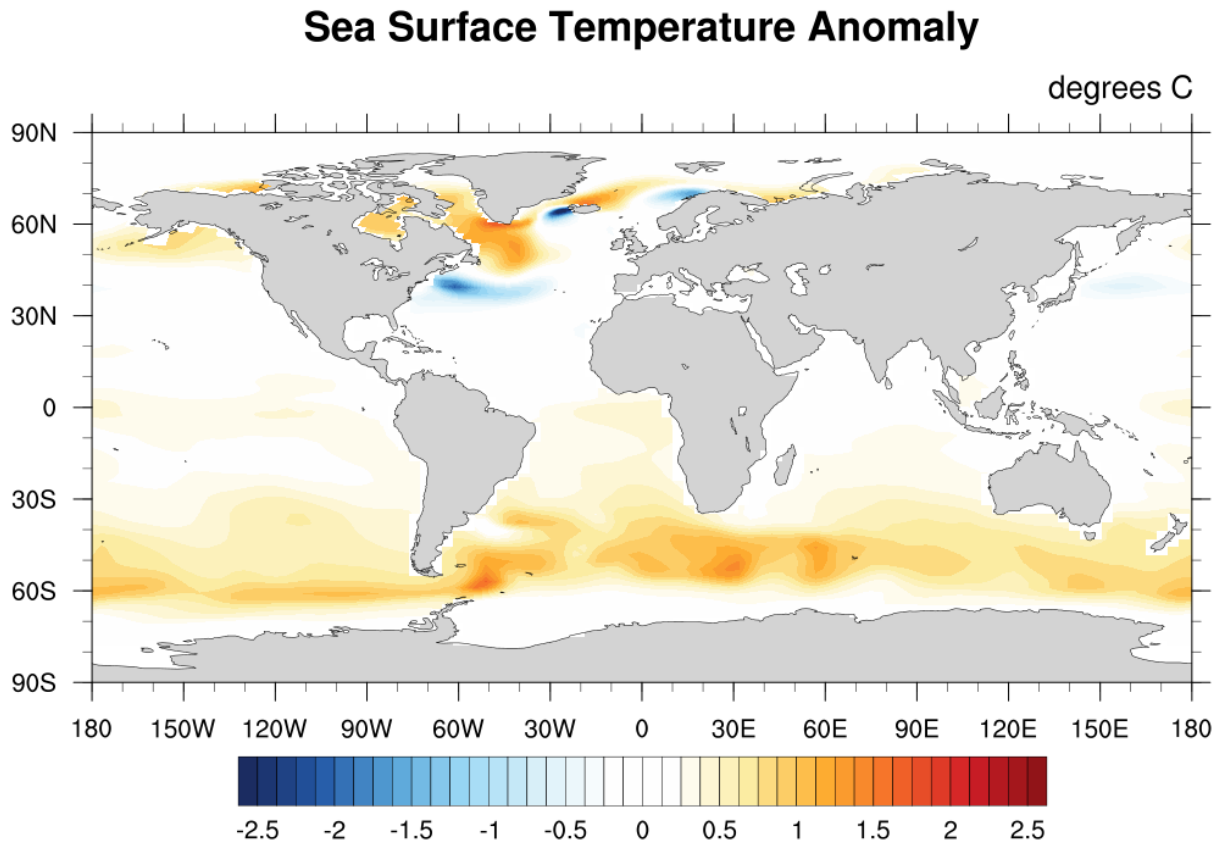 Sea Surface Temperature Anomaly
degrees C
90N
60N
30N
0
30S
60S
90S
180 150W 120W 90W 60W 30W 0 30E 60E 90E 120E 150E 180
-2.5 -2 -1.5 -1 -0.5 0 0.5 1 1.5 2 2.5